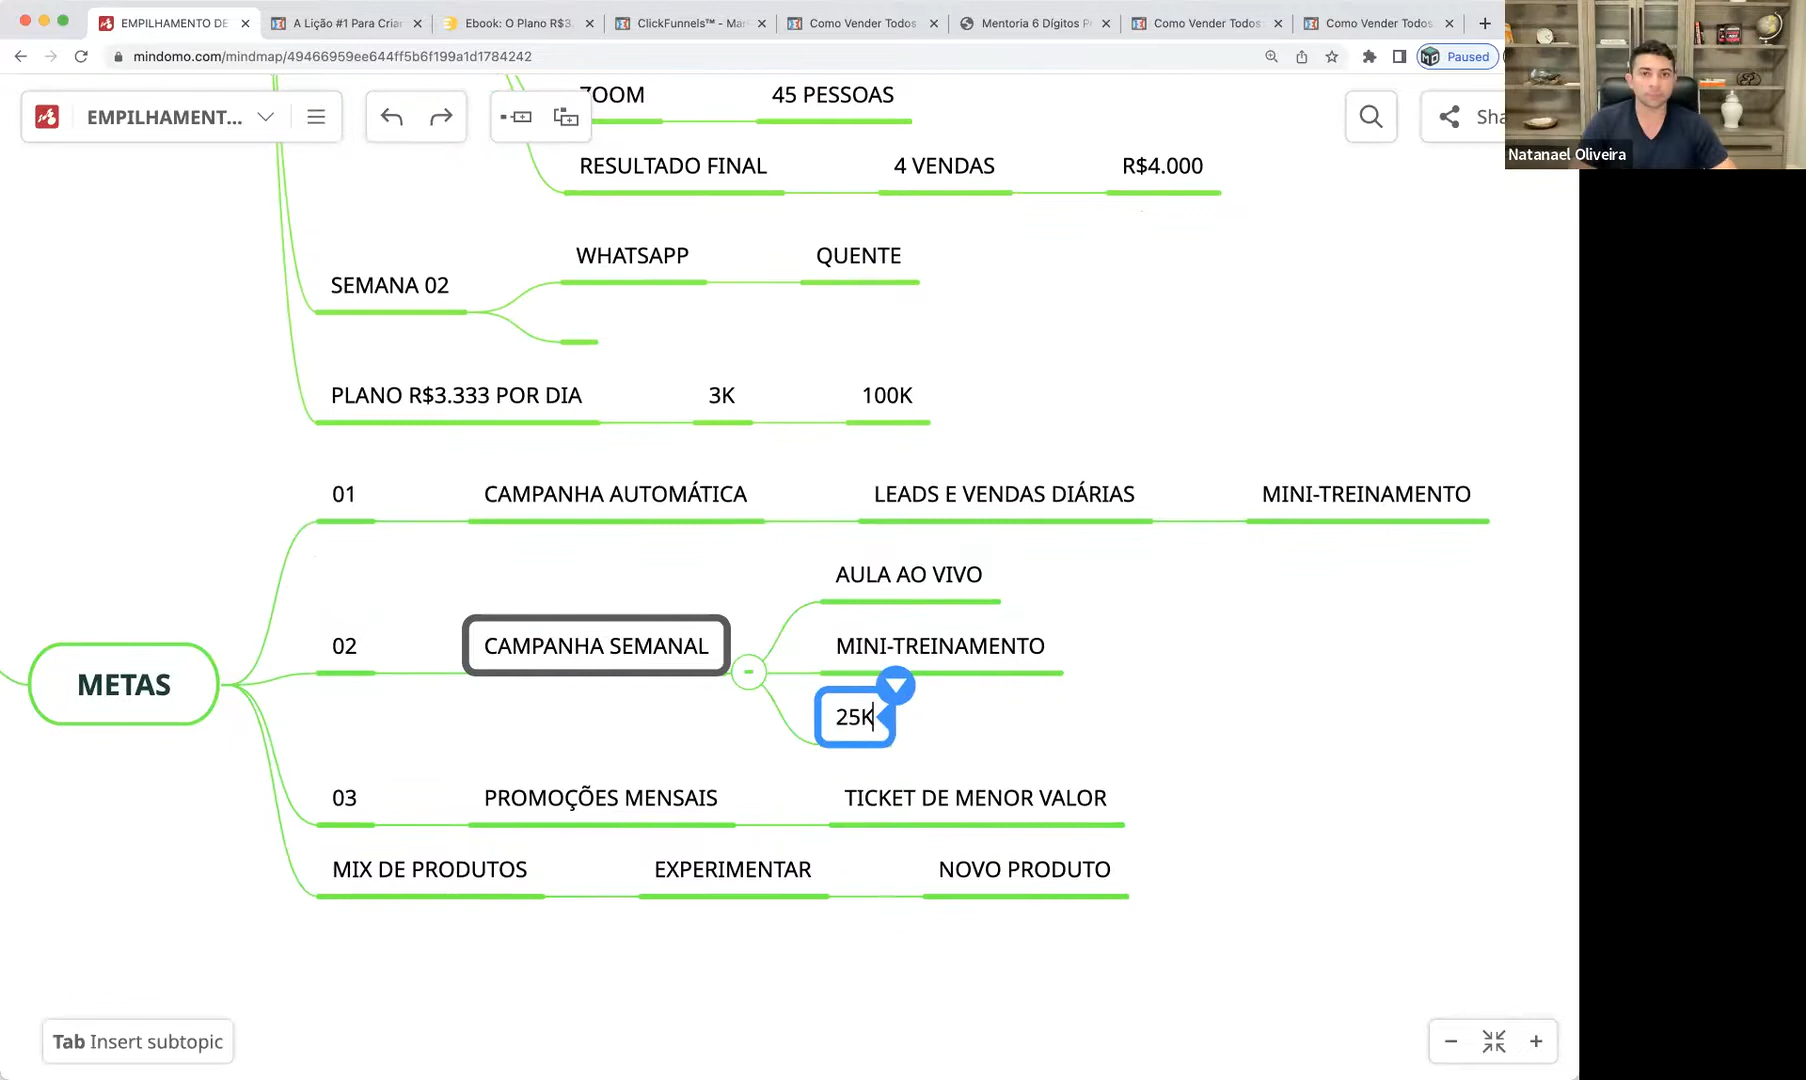 EMPILHAMENTO DE
A Lição #1 Para Criar
Ebook: O Plano R$3.
ClickFunnels™ - Mar
Como Vender Todos
Mentoria 6 Dígitos P
Como Vender Todos
Como Vender Todos
mindomo.com/mindmap/49466959ee644ff5b6f199a1d1784242
Paused
EMPILHAMENT...
ZOOM
45 PESSOAS
Sha
Natanael Oliveira
RESULTADO FINAL
4 VENDAS
R$4.000
WHATSAPP
QUENTE
SEMANA 02
PLANO R$3.333 POR DIA
3K
100K
01
CAMPANHA AUTOMÁTICA
LEADS E VENDAS DIÁRIAS
MINI-TREINAMENTO
AULA AO VIVO
02
CAMPANHA SEMANAL
MINI-TREINAMENTO
METAS
25K
03
PROMOÇÕES MENSAIS
TICKET DE MENOR VALOR
MIX DE PRODUTOS
EXPERIMENTAR
NOVO PRODUTO
Tab Insert subtopic